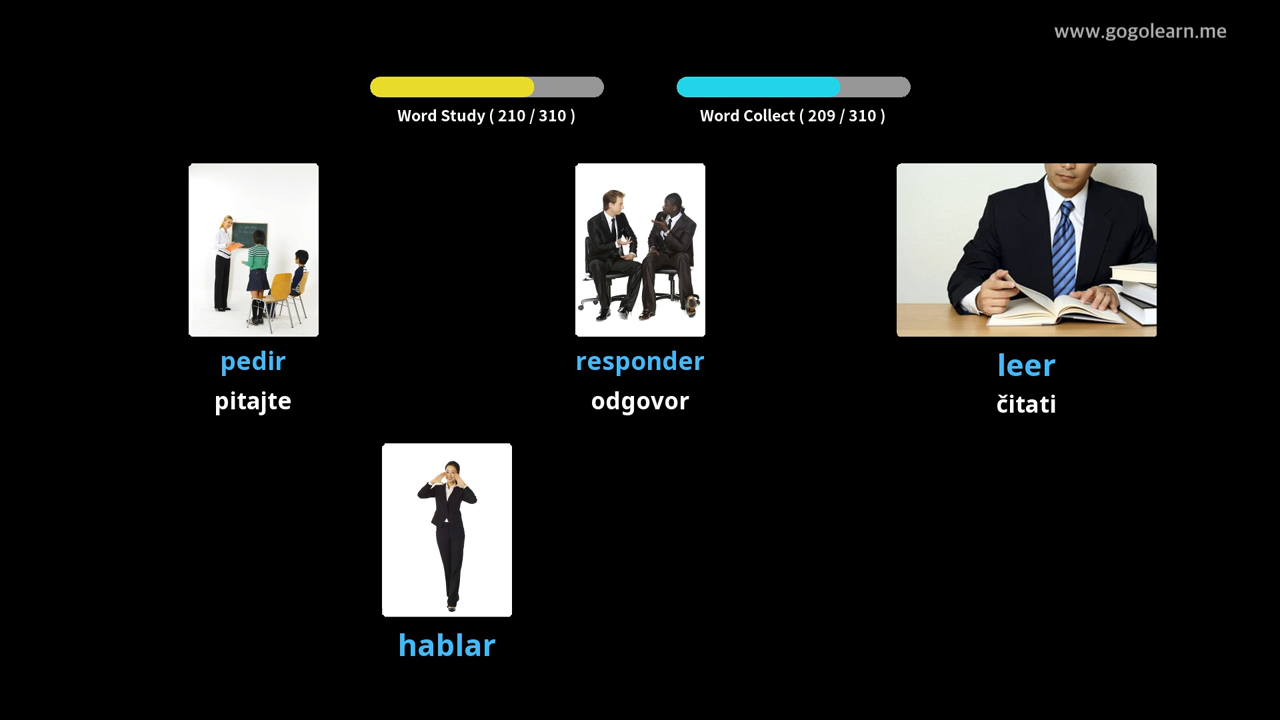 www.gogolearn.me
Word Study ( 210 / 310 )
Word Collect ( 209 / 310 )
pedir
pitajte
responder
odgovor
leer
čitati
hablar